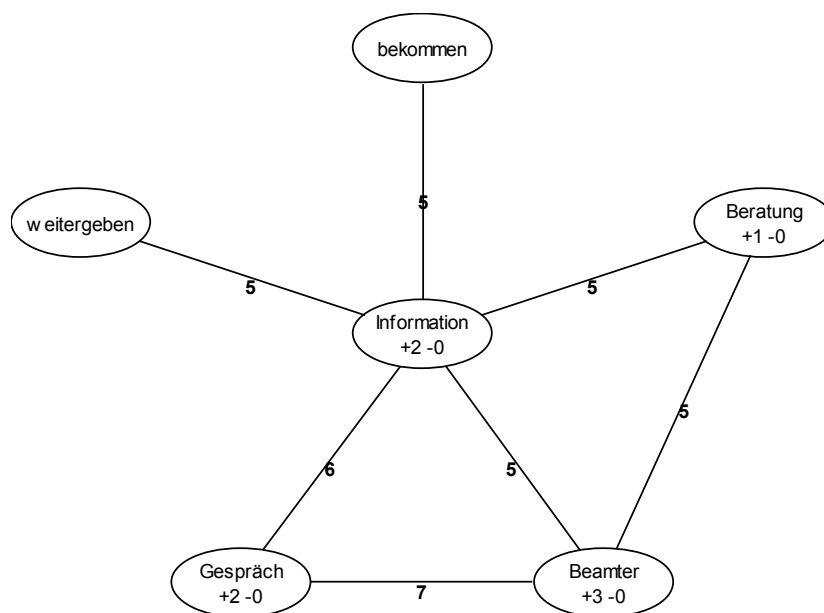 bekommen
5
weitergeben
Beratung
+1 -0
5
5
Information
+2 -0
5
6
5
Gespräch
+2 -0
7
Beamter
+3 -0